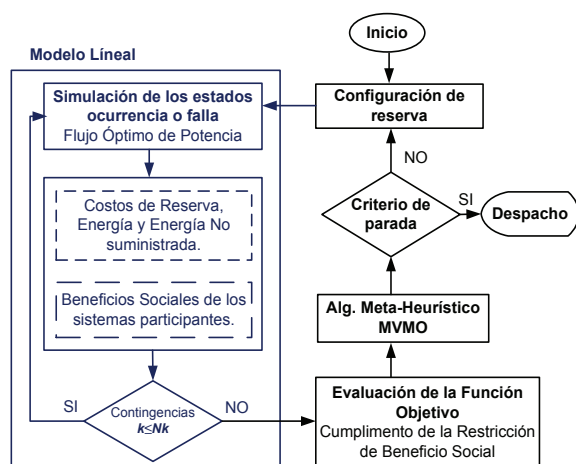 Inicio
Modelo Líneal
Simulación de los estados
ocurrencia o falla
Flujo Óptimo de Potencia
Configuración de
reserva
NO
Costos de Reserva,
Energía y Energía No
suministrada.
Criterio de
parada
SI
Despacho
Beneficios Sociales de los
sistemas participantes.
Alg. Meta-Heurístico
MVMO
SI
Contingencias
k≤Nk
NO
Evaluación de la Función
Objetivo
Cumplimento de la Restricción
de Beneficio Social